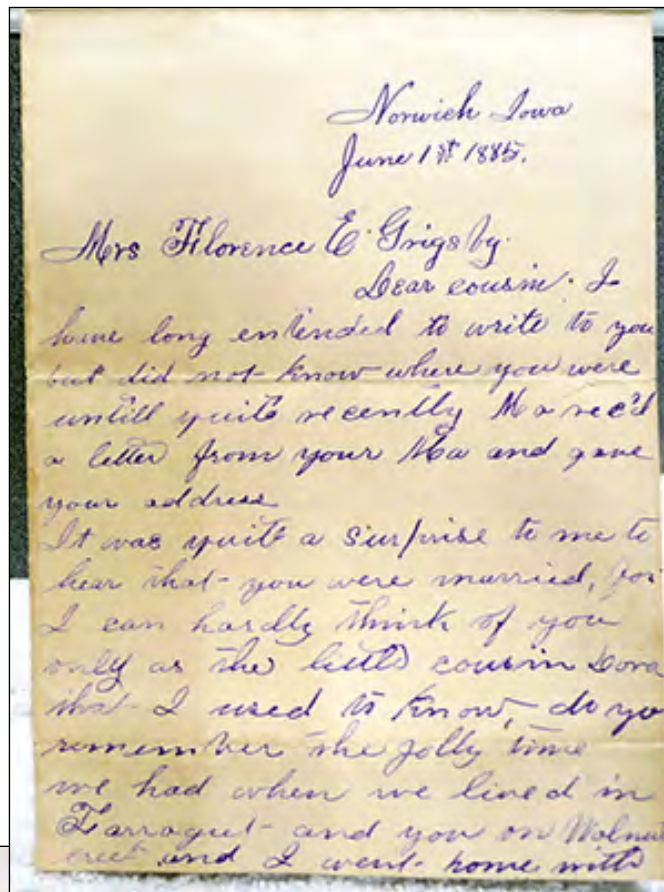 Norwich Iowa
June 1st 1885.
Mrs Florence E. Grigsby.
Dear cousin. I
have long entended to write to you
but did not know where you were
untill quite recently Ma rec'd
a letter from your Ma and gave
your address
It was quite a surprise to me to
hear that you were married, for
I can hardly think of you
only as the little cousin Dora
that I used to know, do yo
remember the jolly time
we had when we lived in
Farragut and you on Walnut
creek and I went home with